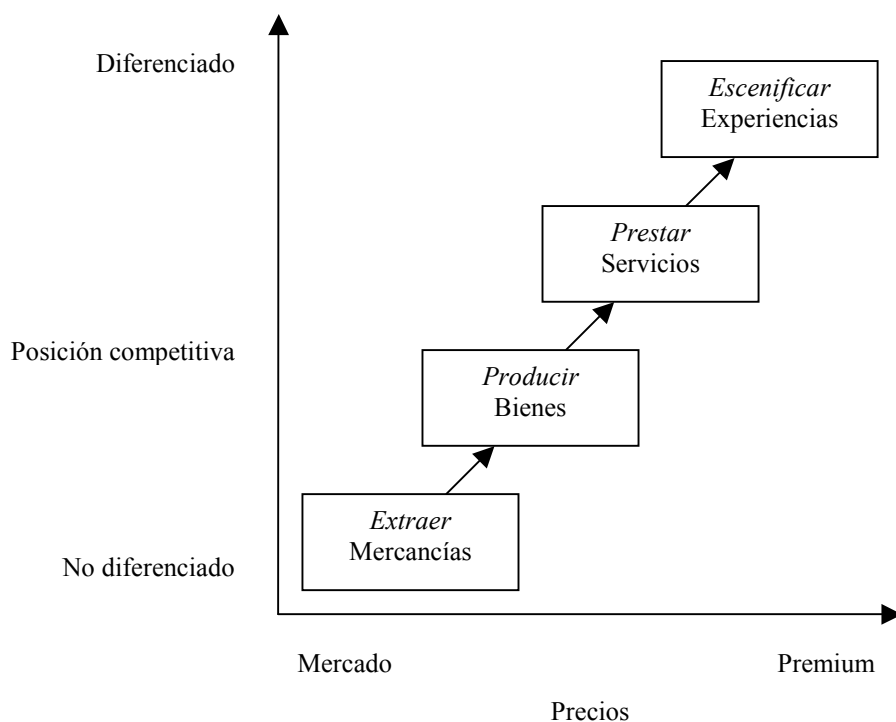 Diferenciado
Escenificar
Experiencias
Prestar
Servicios
Posición competitiva
Producir
Bienes
Extraer
Mercancías
No diferenciado
Mercado
Premium
Precios